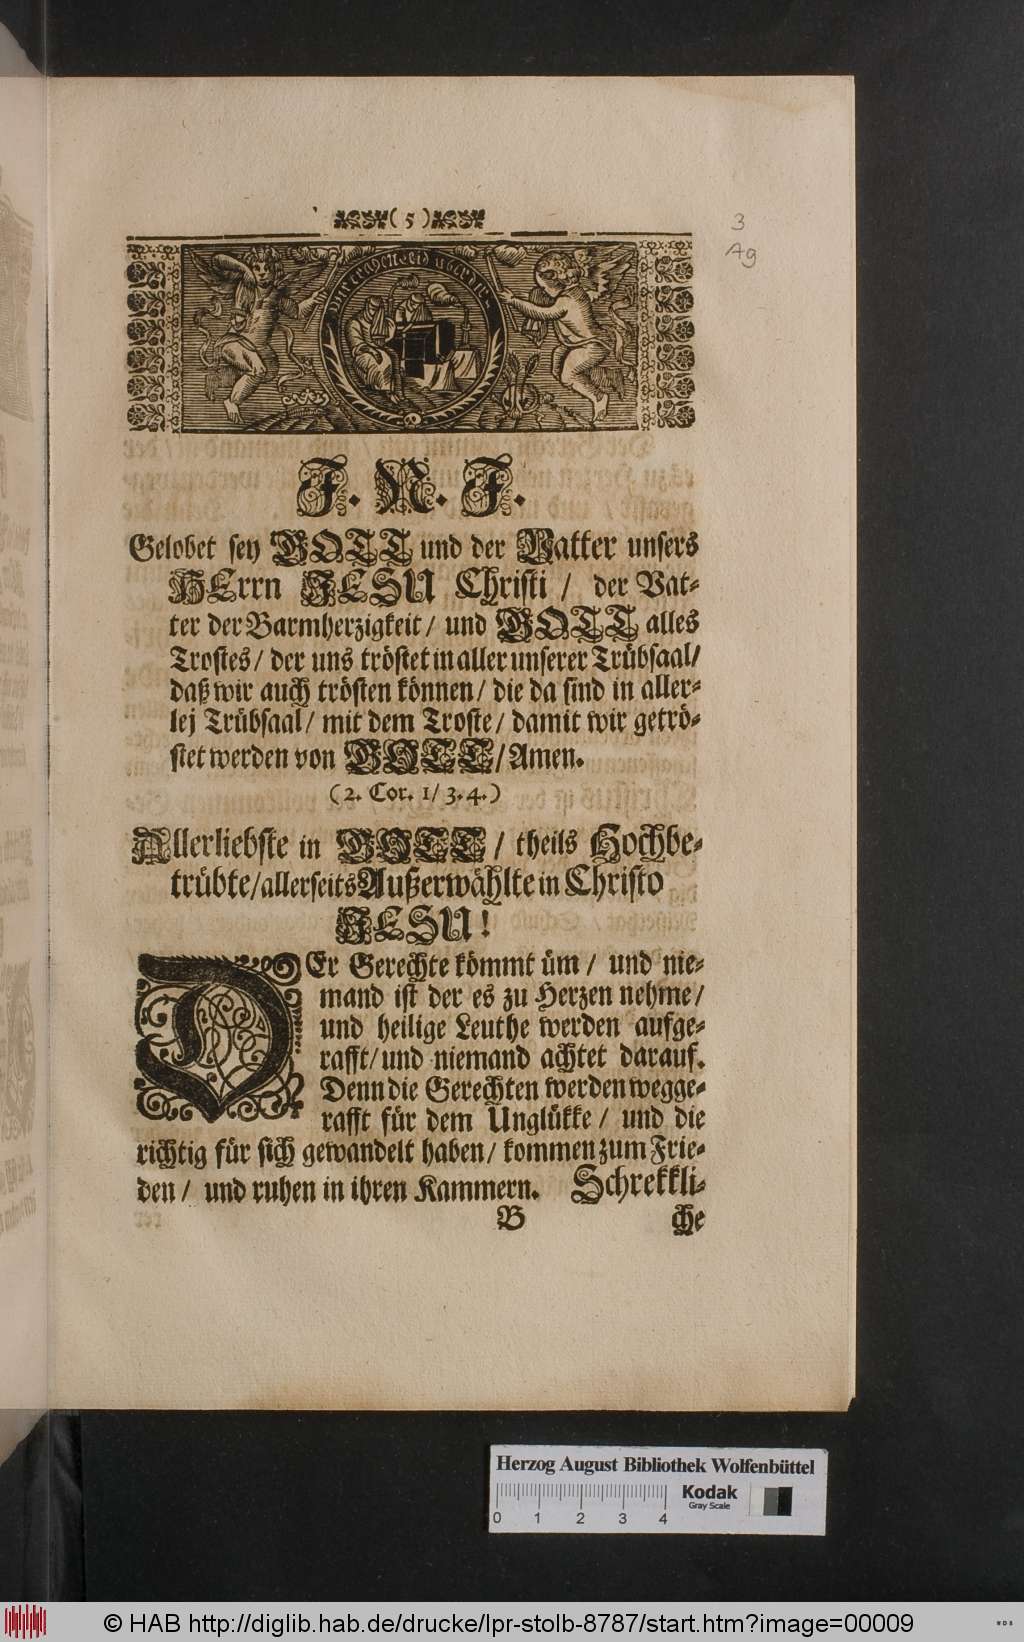 ( 5 )
3
Ag
wir tragen leid uber die
J. N. J.
Gelobet sey GOTT und der Vatter unsers
HErrn JESU Christi / der Vat-
ter der Barmherzigkeit / und GOTT alles
Trostes / der uns tröstet in aller unserer Trübsaal /
daß wir auch trösten können / die da sind in aller-
lej Trübsaal / mit dem Troste / damit wir getrö-
stet werden von GOTT / Amen.
(2. Cor. 1 / 3. 4.)
Allerliebste in GOTT / theils Hochbe-
trübte / allerseits Außerwählte in Christo
JESU!
DEr Gerechte kömmt üm / und nie-
mand ist der es zu Herzen nehme /
und heilige Leuthe werden aufge-
rafft / und niemand achtet darauf.
Denn die Gerechten werden wegge-
rafft für dem Unglükke / und die
richtig für sich gewandelt haben / kommen zum Frie-
den / und ruhen in ihren Kammern. Schrekkli-
B che
Herzog August Bibliothek Wolfenbüttel
Kodak
Gray Scale
0 1 2 3 4
© HAB http://diglib.hab.de/drucke/lpr-stolb-8787/start.htm?image=00009